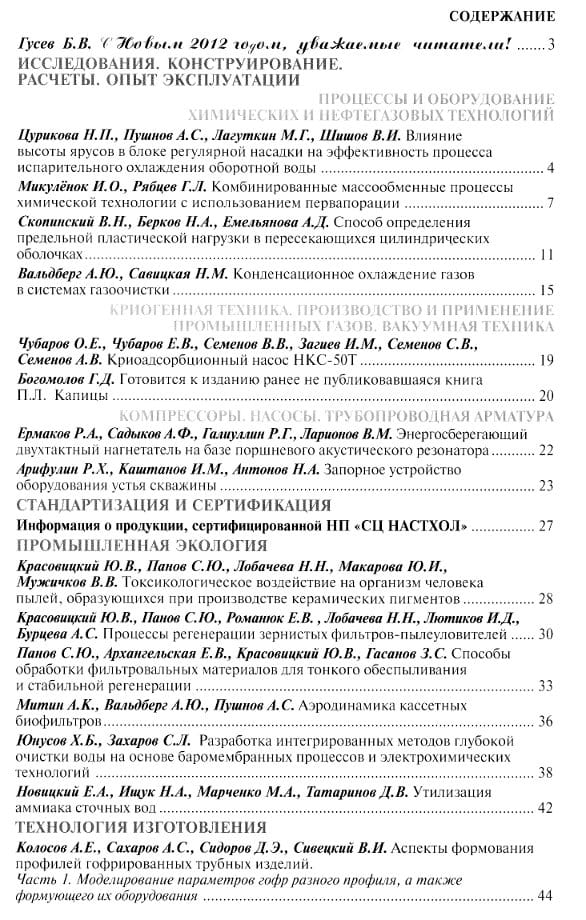 СОДЕРЖАНИЕ
Гусев Б.В. С Новым 2012 годом, уважаемые читатели! ......3
ИССЛЕДОВАНИЯ. КОНСТРУИРОВАНИЕ.
РАСЧЕТЫ. ОПЫТ ЭКСПЛУАТАЦИИ
ПРОЦЕССЫ И ОБОРУДОВАНИЕ
ХИМИЧЕСКИХ И НЕФТЕГАЗОВЫХ ТЕХНОЛОГИЙ
Цурикова Н.П., Пушнов А.С., Лагуткин М.Г., Шишов В.И. Влияние
высоты ярусов в блоке регулярной насадки на эффективность процесса
испарительного охлаждения оборотной воды ......4
Микулёнок И.О., Рябцев Г.Л. Комбинированные массообменные процессы
химической технологии с использованием первапорации ......7
Скопинский В.Н., Берков Н.А., Емельянова А.Д. Способ определения
предельной пластической нагрузки в пересекающихся цилиндрических
оболочках......11
Вальдберг А.Ю., Савицкая Н.М. Конденсационное охлаждение газов
в системах газоочистки ......15
КРИОГЕННАЯ ТЕХНИКА. ПРОИЗВОДСТВО И ПРИМЕНЕНИЕ
ПРОМЫШЛЕННЫХ ГАЗОВ. ВАКУУМНАЯ ТЕХНИКА
Чубаров О.Е., Чубаров Е.В., Семенов В.В., Загиев И.М., Семенов С.В.,
Семенов А.В. Криоадсорбционный насос НКС-50Т ......19
Богомолов Г.Д. Готовится к изданию ранее не публиковавшаяся книга
П.Л. Капицы ......20
КОМПРЕССОРЫ. НАСОСЫ. ТРУБОПРОВОДНАЯ АРМАТУРА
Ермаков Р.А., Садыков А.Ф., Галиуллин Р.Г., Ларионов В.М. Энергосберегающий
двухтактный нагнетатель на базе поршневого акустического резонатора ......22
Арифулин Р.Х., Каштанов И.М., Антонов Н.А. Запорное устройство
оборудования устья скважины ......23
СТАНДАРТИЗАЦИЯ И СЕРТИФИКАЦИЯ
Информация о продукции, сертифицированной НП «СЦ НАСТХОЛ» ......27
ПРОМЫШЛЕННАЯ ЭКОЛОГИЯ
Красовицкий Ю.В., Панов С.Ю., Лобачева Н.Н., Макарова Ю.И.,
Мужичков В.В. Токсикологическое воздействие на организм человека
пылей, образующихся при производстве керамических пигментов ......28
Красовицкий Ю.В., Панов С.Ю., Романюк Е.В. , Лобачева Н.Н., Лютиков И.Д.,
Бурцева А.С. Процессы регенерации зернистых фильтров-пылеуловителей ......30
Панов С.Ю., Архангельская Е.В., Красовицкий Ю.В., Гасанов З.С. Способы
обработки фильтровальных материалов для тонкого обеспыливания
и стабильной регенерации ......33
Митин А.К., Вальдберг А.Ю., Пушнов А.С. Аэродинамика кассетных
биофильтров......36
Юнусов Х.Б., Захаров С.Л. Разработка интегрированных методов глубокой
очистки воды на основе баромембранных процессов и электрохимических
технологий ......38
Новицкий Е.А., Ищук Н.А., Марченко М.А., Татаринов Д.В. Утилизация
аммиака сточных вод ......42
ТЕХНОЛОГИЯ ИЗГОТОВЛЕНИЯ
Колосов А.Е., Сахаров А.С., Сидоров Д.Э., Сивецкий В.И. Аспекты формования
профилей гофрированных трубных изделий.
Часть 1. Моделирование параметров гофр разного профиля, а также
формующего их оборудования ......44